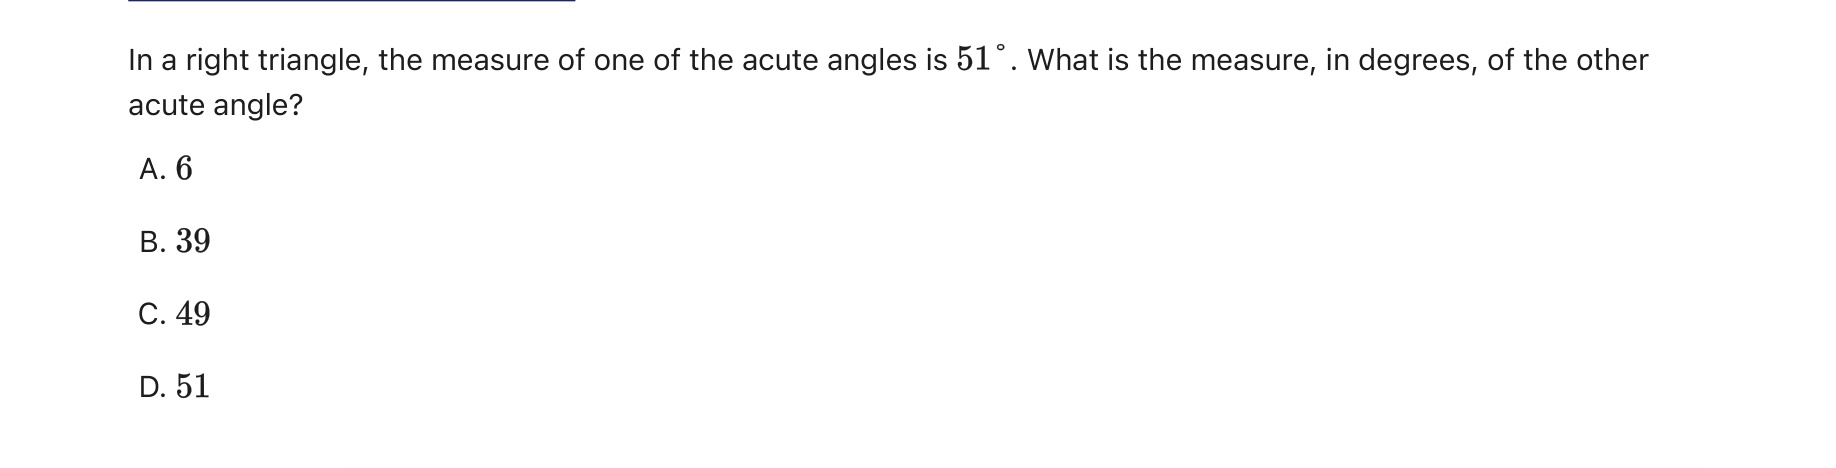 In a right triangle, the measure of one of the acute angles is 51°. What is the measure, in degrees, of the other
acute angle?
A. 6
B. 39
C. 49
D. 51